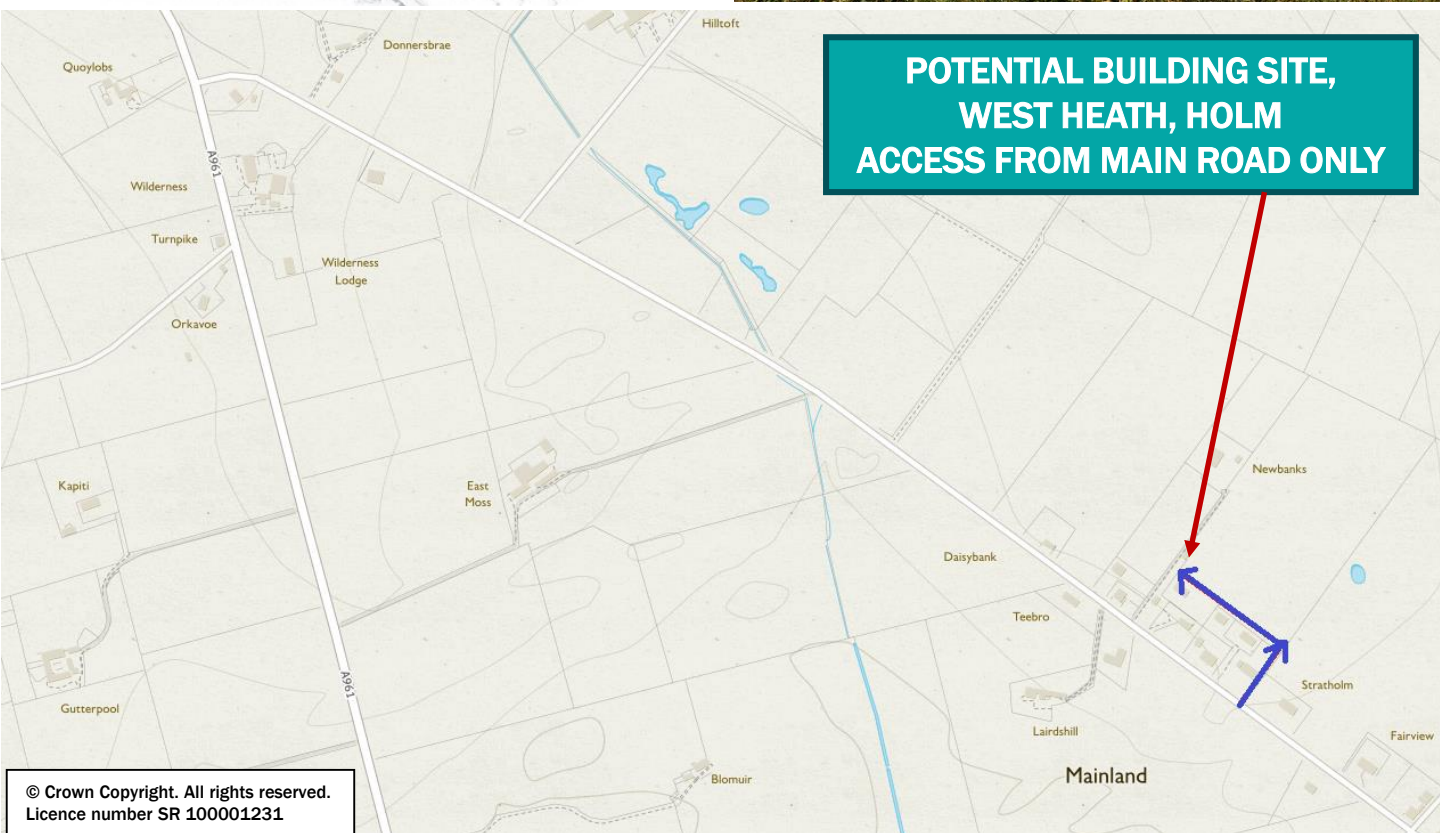 Hilltoft
Donnersbrae
Quoylobs
POTENTIAL BUILDING SITE,
WEST HEATH, HOLM
ACCESS FROM MAIN ROAD ONLY
A961
Wilderness
Turnpike
Wilderness
Lodge
Orkavoe
Newbanks
Kapiti
East
Moss
Daisybank
Teebro
A961
Stratholm
Gutterpool
Lairdshill
Fairview
Mainland
Blomuir
© Crown Copyright. All rights reserved.
Licence number SR 100001231